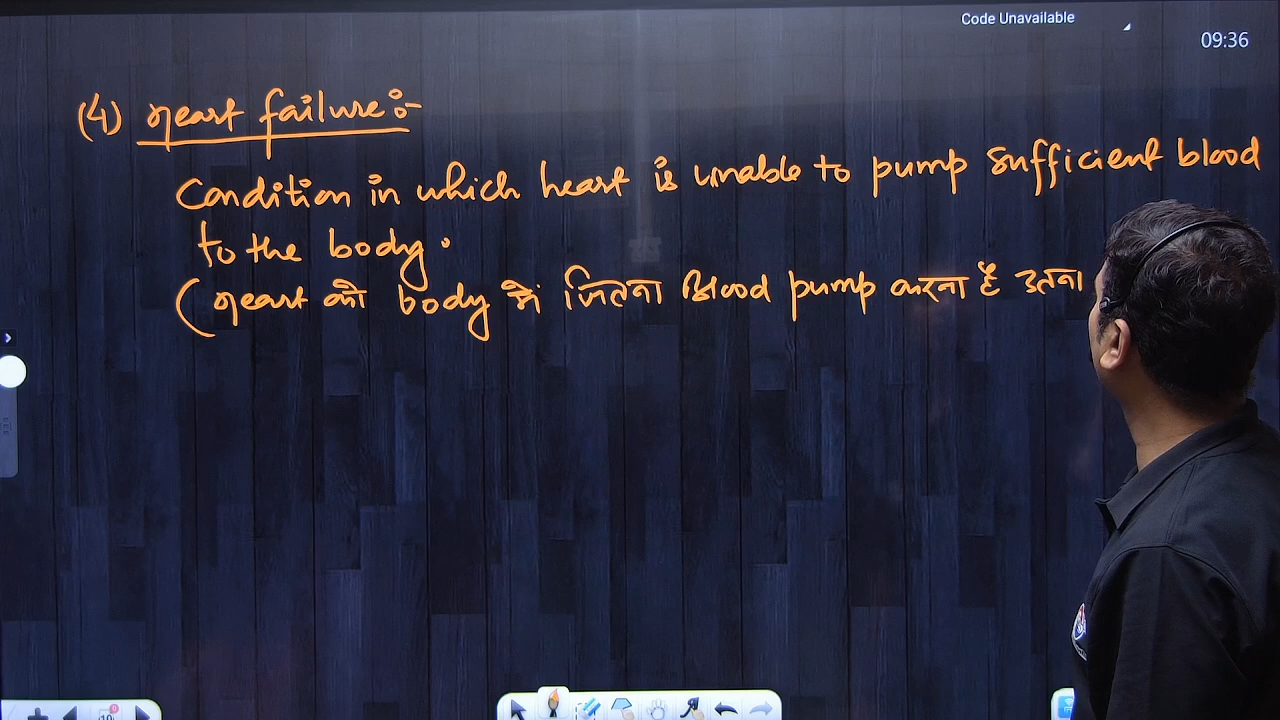 Code Unavailable
09:36
(4) Heart failure :-
Condition in which heart is unable to pump sufficient blood
to the body.
( Heart को body में जितना Blood pump करना है उतना